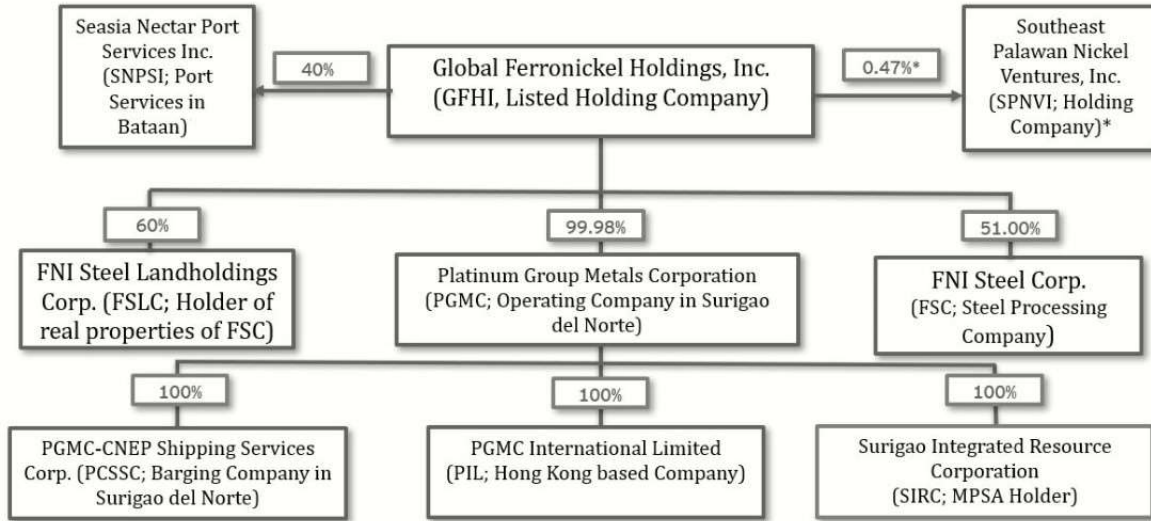 Seasia Nectar Port
Services Inc.
(SNPSI; Port
Services in
Bataan)
40%
Global Ferronickel Holdings, Inc.
(GFHI, Listed Holding Company)
0.47%*
Southeast
Palawan Nickel
Ventures, Inc.
(SPNVI; Holding
Company)*
60%
99.98%
51.00%
FNI Steel Landholdings
Corp. (FSLC; Holder of
real properties of FSC)
Platinum Group Metals Corporation
(PGMC; Operating Company in Surigao
del Norte)
FNI Steel Corp.
(FSC; Steel Processing
Company)
100%
100%
100%
PGMC-CNEP Shipping Services
Corp. (PCSSC; Barging Company in
Surigao del Norte)
PGMC International Limited
(PIL; Hong Kong based Company)
Surigao Integrated Resource
Corporation
(SIRC; MPSA Holder)